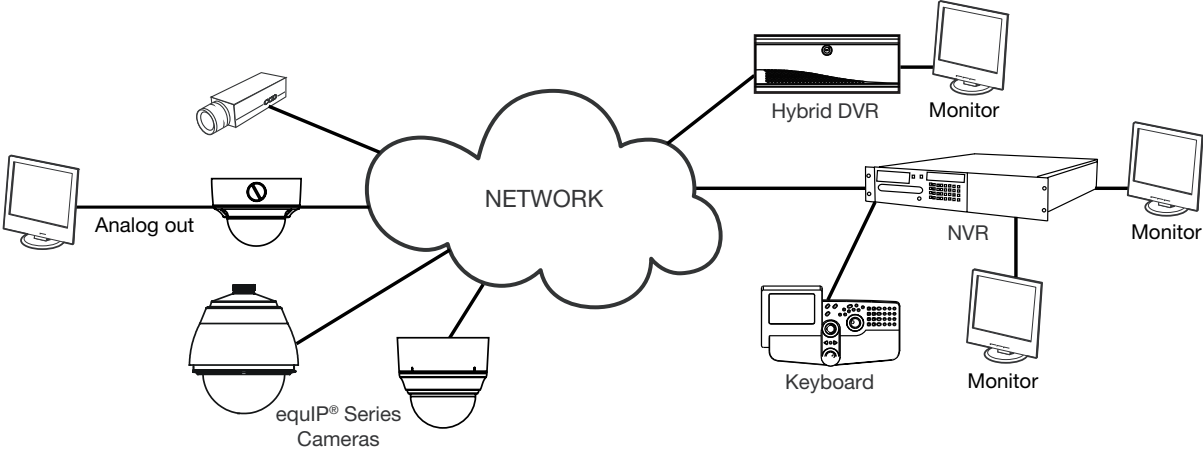 Hybrid DVR
Monitor
NETWORK
Analog out
NVR
Monitor
Keyboard
Monitor
equIP® Series
Cameras